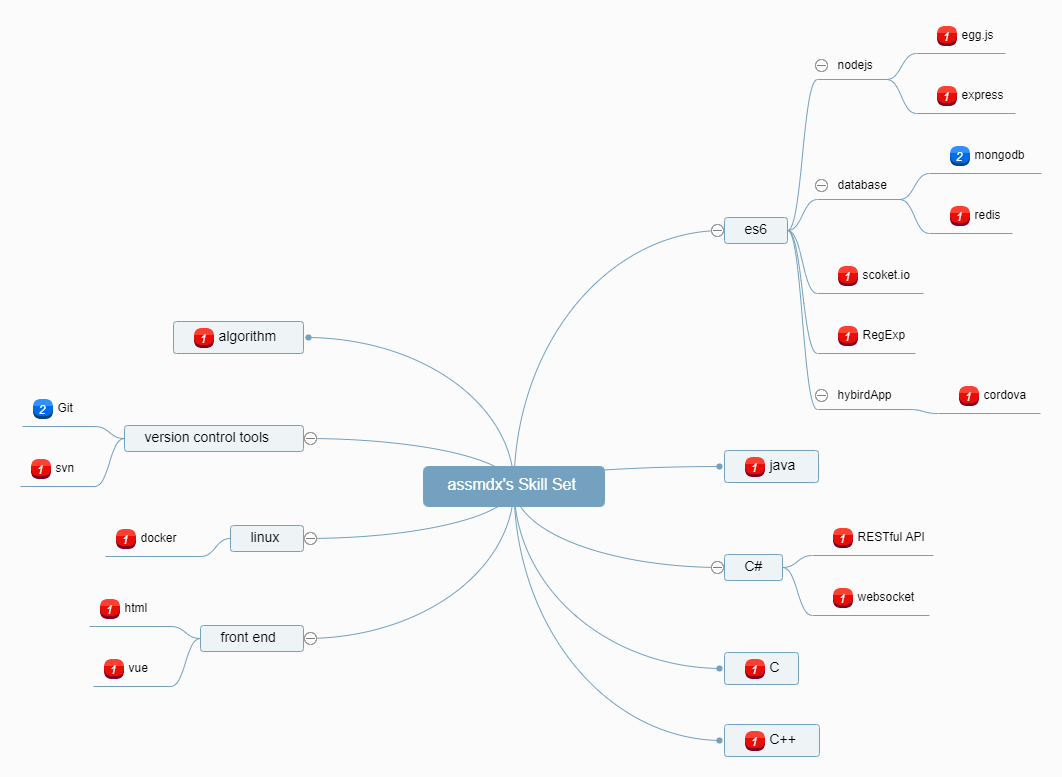 assmdx's Skill Set
es6
nodejs
1 egg.js
1 express
database
2 mongodb
1 redis
1 scoket.io
1 RegExp
hybirdApp
1 cordova
1 java
C#
1 RESTful API
1 websocket
1 C
1 C++
1 algorithm
version control tools
2 Git
1 svn
linux
1 docker
front end
1 html
1 vue